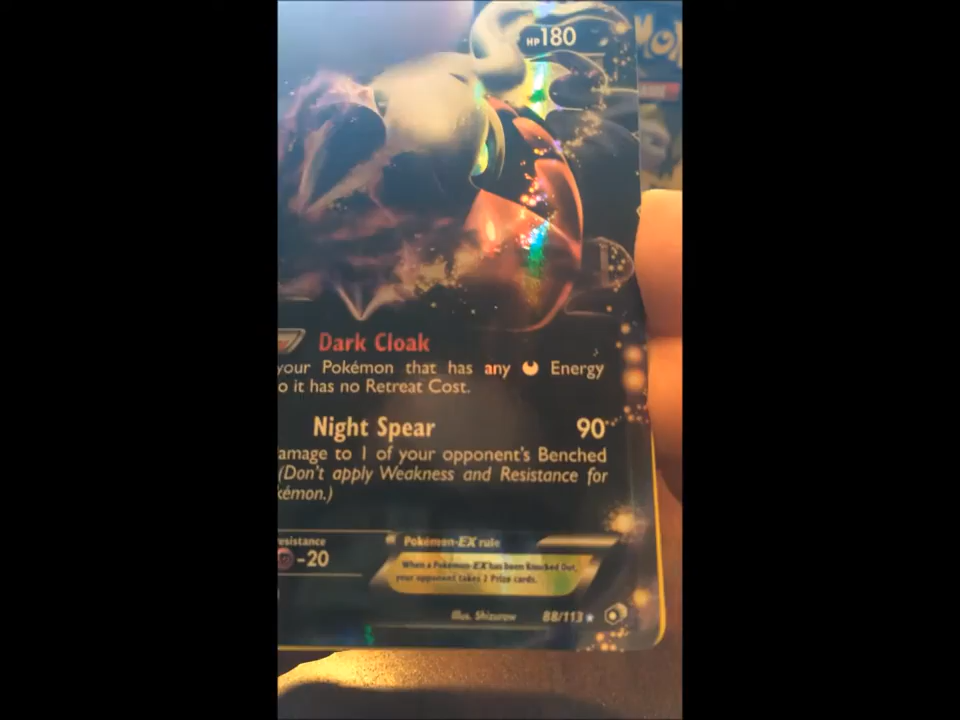 HP180
Dark Cloak
your Pokémon that has any Energy
o it has no Retreat Cost.
Night Spear 90
amage to 1 of your opponent's Benched
(Don't apply Weakness and Resistance for
kémon.)
esistance
-20
Pokémon-EX rule
When a Pokémon-EX has been Knocked Out,
your opponent takes 2 Prize cards.
Illus. Shizurow 88/113